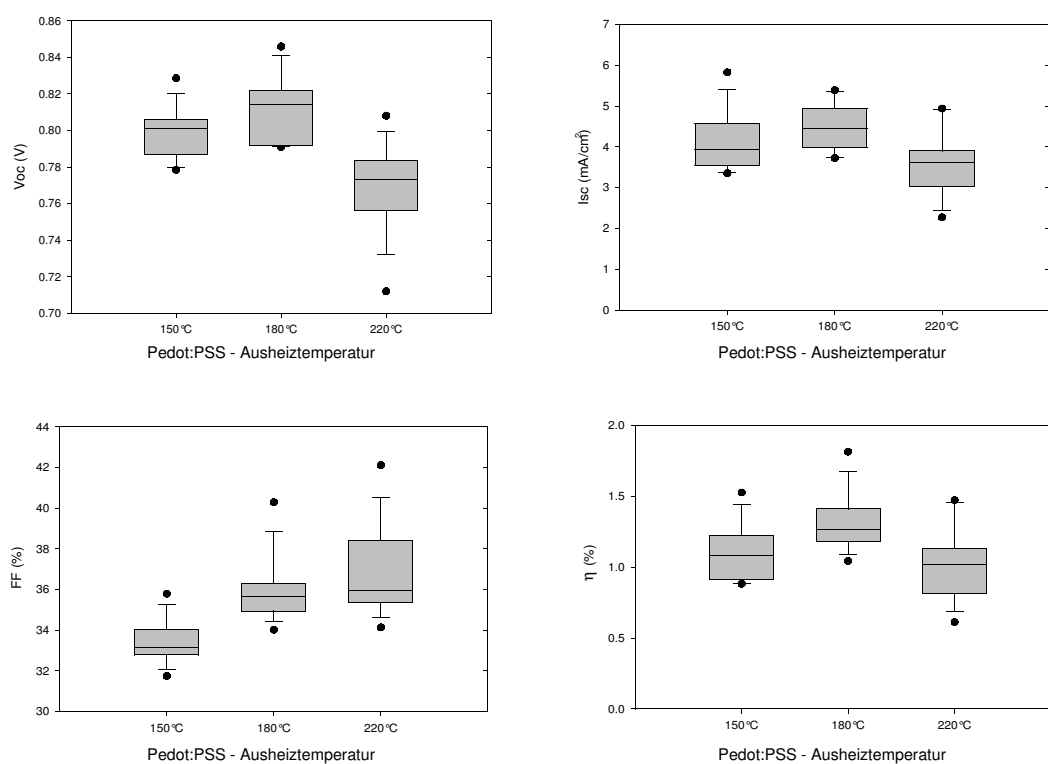 0.86
0.84
0.82
0.80
0.78
0.76
0.74
0.72
0.70
Voc (V)
150°C 180°C 220°C
Pedot:PSS - Ausheiztemperatur
7
6
5
4
3
2
1
0
Isc (mA/cm²)
150°C 180°C 220°C
Pedot:PSS - Ausheiztemperatur
44
42
40
38
36
34
32
30
FF (%)
150°C 180°C 220°C
Pedot:PSS - Ausheiztemperatur
2.0
1.5
1.0
0.5
0.0
η (%)
150°C 180°C 220°C
Pedot:PSS - Ausheiztemperatur